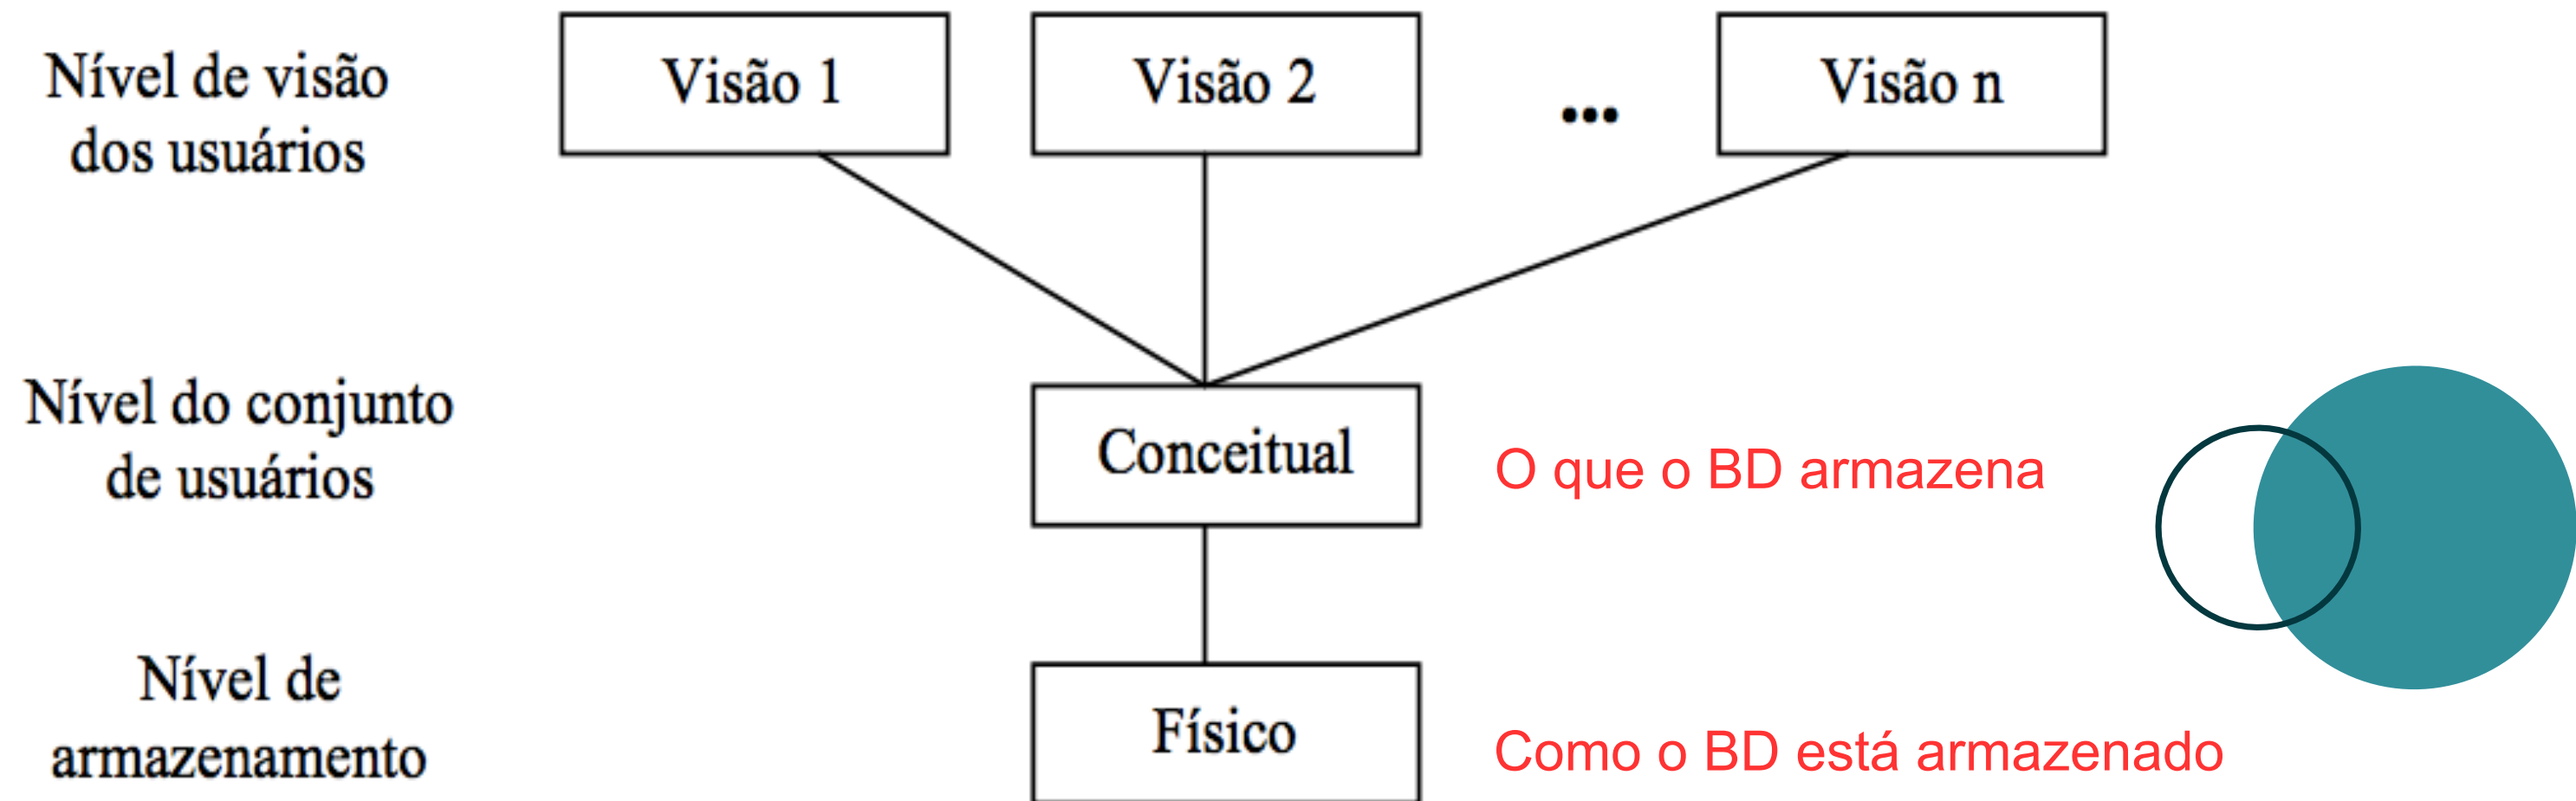 Nível de visão
dos usuários
Visão 1
Visão 2
...
Visão n
Nível do conjunto
de usuários
Conceitual
O que o BD armazena
Nível de
armazenamento
Físico
Como o BD está armazenado